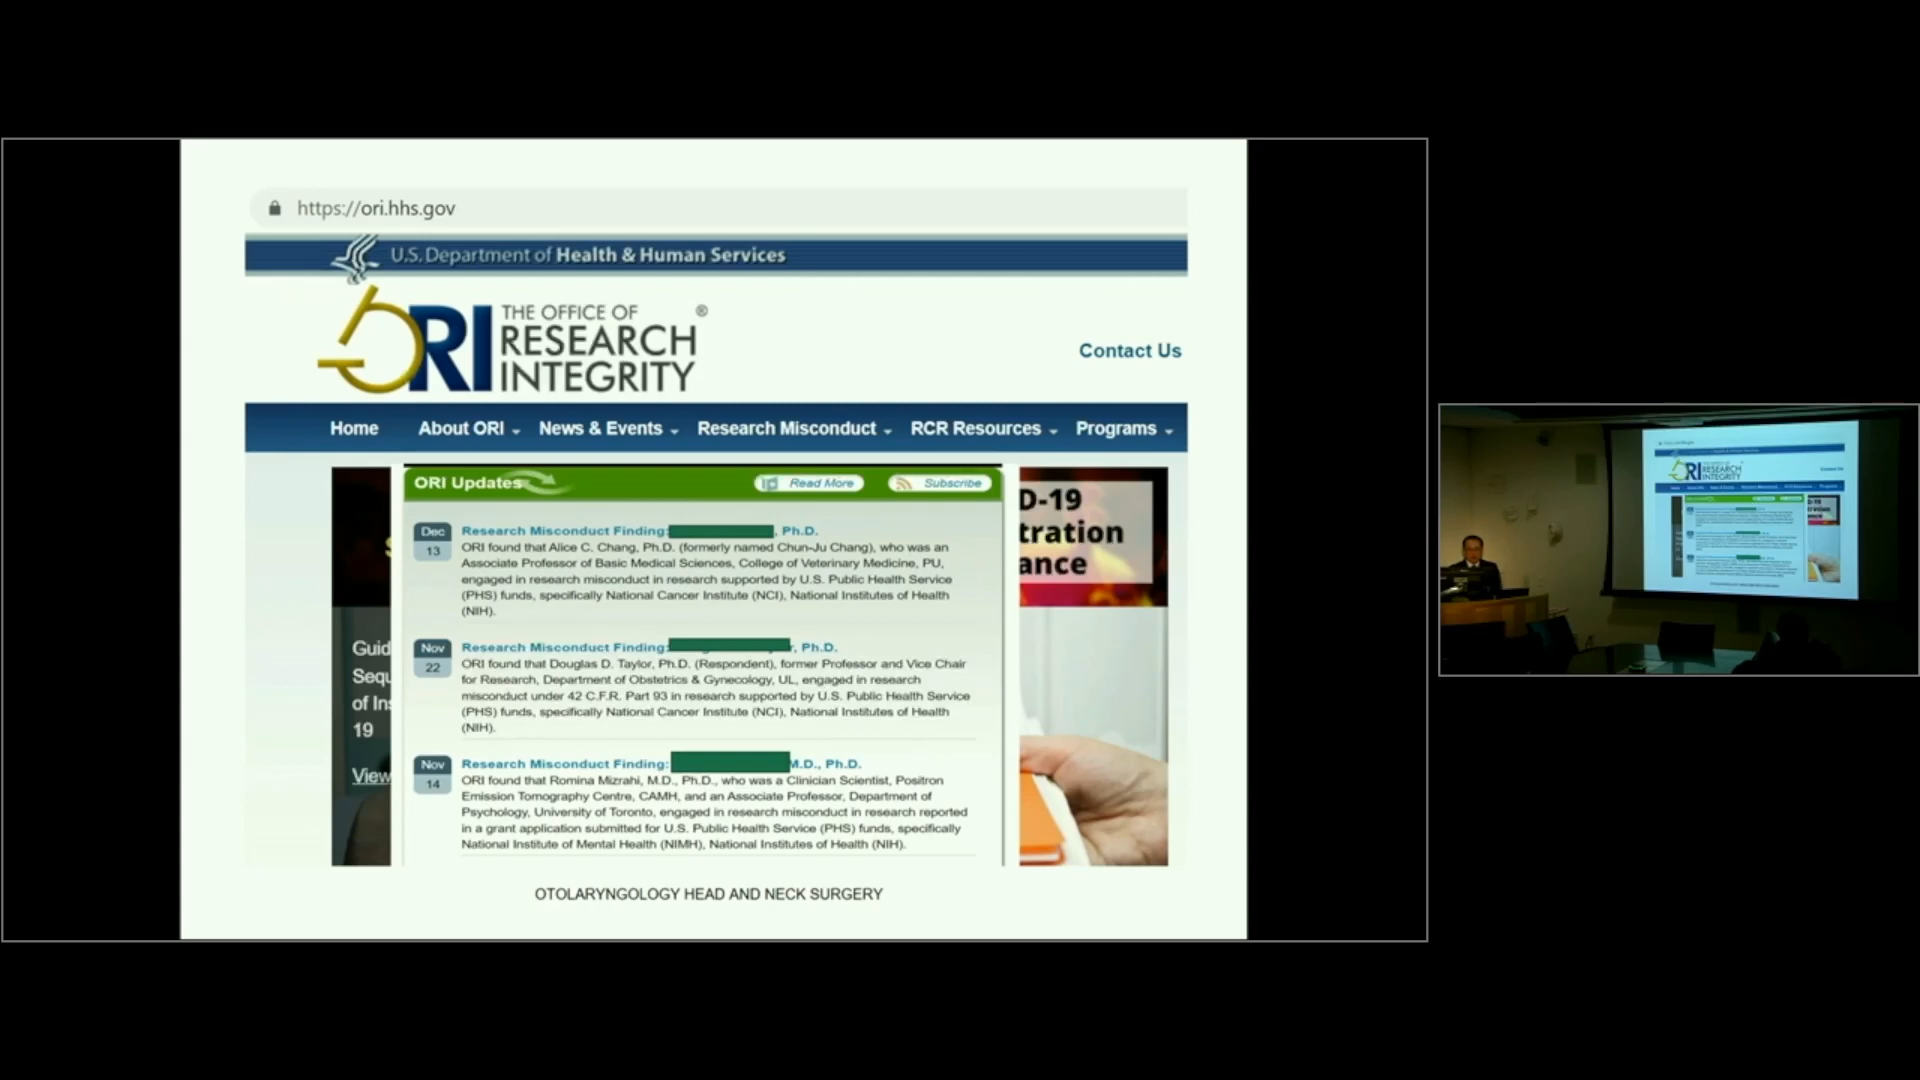 https://ori.hhs.gov
U.S. Department of Health & Human Services
ORI THE OFFICE OF RESEARCH INTEGRITY ®
Contact Us
Home About ORI News & Events Research Misconduct RCR Resources Programs
ORI Updates Read More Subscribe
Dec 13
Research Misconduct Finding: , Ph.D.
ORI found that Alice C. Chang, Ph.D. (formerly named Chun-Ju Chang), who was an
Associate Professor of Basic Medical Sciences, College of Veterinary Medicine, PU,
engaged in research misconduct in research supported by U.S. Public Health Service
(PHS) funds, specifically National Cancer Institute (NCI), National Institutes of Health
(NIH).
Nov 22
Research Misconduct Finding: r, Ph.D.
ORI found that Douglas D. Taylor, Ph.D. (Respondent), former Professor and Vice Chair
for Research, Department of Obstetrics & Gynecology, UL, engaged in research
misconduct under 42 C.F.R. Part 93 in research supported by U.S. Public Health Service
(PHS) funds, specifically National Cancer Institute (NCI), National Institutes of Health
(NIH).
Nov 14
Research Misconduct Finding: M.D., Ph.D.
ORI found that Romina Mizrahi, M.D., Ph.D., who was a Clinician Scientist, Positron
Emission Tomography Centre, CAMH, and an Associate Professor, Department of
Psychology, University of Toronto, engaged in research misconduct in research reported
in a grant application submitted for U.S. Public Health Service (PHS) funds, specifically
National Institute of Mental Health (NIMH), National Institutes of Health (NIH).
Guid
Sequ
of Ins
19
View
D-19
tration
ance
OTOLARYNGOLOGY HEAD AND NECK SURGERY
ORI RESEARCH
INTEGRITY